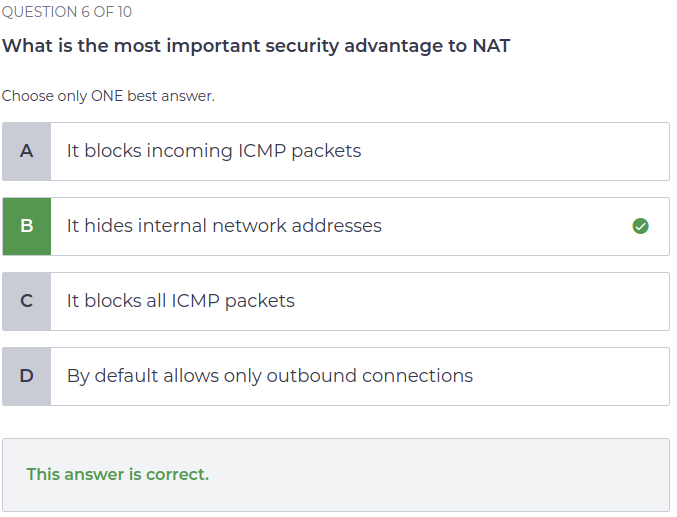 QUESTION 6 OF 10
What is the most important security advantage to NAT
Choose only ONE best answer.
A It blocks incoming ICMP packets
B It hides internal network addresses
C It blocks all ICMP packets
D By default allows only outbound connections
This answer is correct.